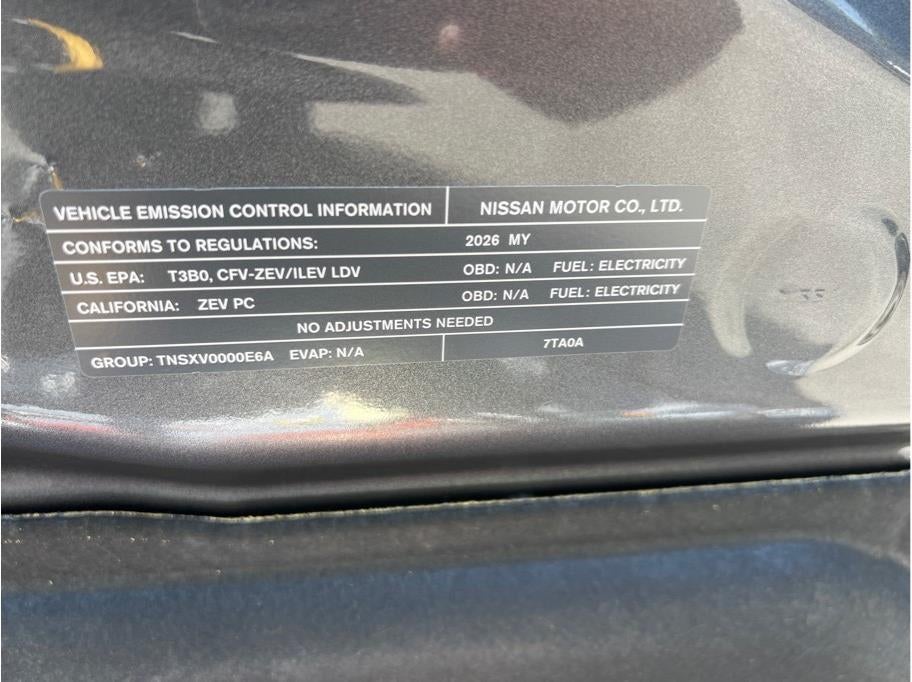 VEHICLE EMISSION CONTROL INFORMATION NISSAN MOTOR CO., LTD.
CONFORMS TO REGULATIONS: 2026 MY
U.S. EPA: T3B0, CFV-ZEV/ILEV LDV OBD: N/A FUEL: ELECTRICITY
CALIFORNIA: ZEV PC OBD: N/A FUEL: ELECTRICITY
NO ADJUSTMENTS NEEDED
GROUP: TNSXV0000E6A EVAP: N/A 7TA0A